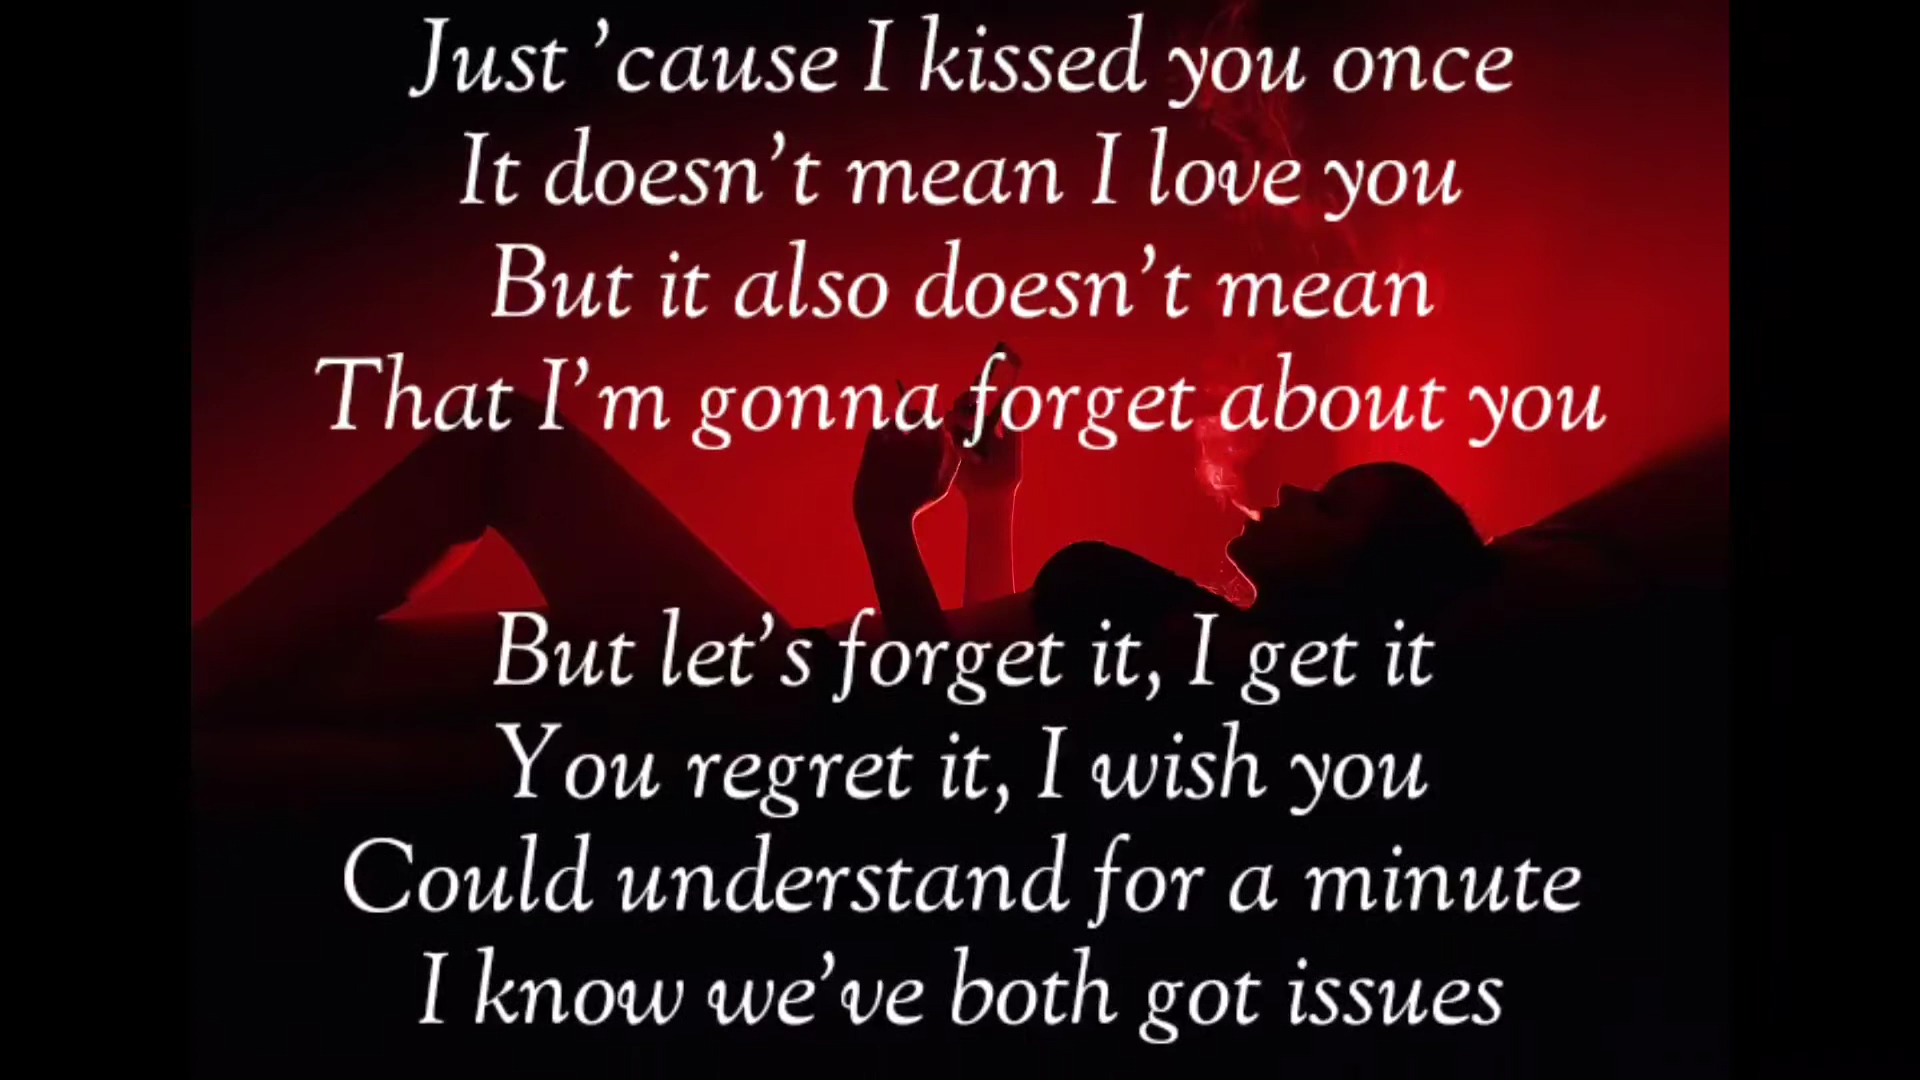 Just ’cause I kissed you once
It doesn’t mean I love you
But it also doesn’t mean
That I’m gonna forget about you
But let’s forget it, I get it
You regret it, I wish you
Could understand for a minute
I know we’ve both got issues